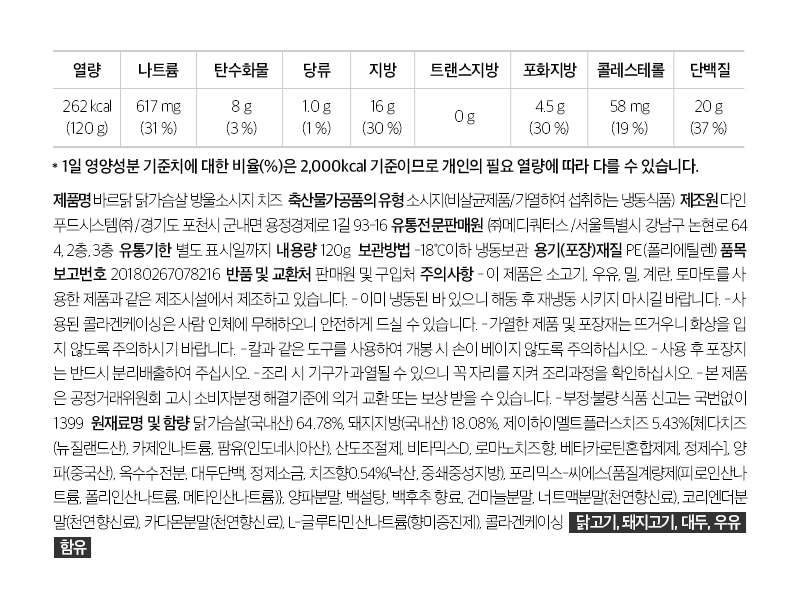 열량 나트륨 탄수화물 당류 지방 트랜스지방 포화지방 콜레스테롤 단백질
262 kcal 617 mg 8 g 1.0 g 16 g 0 g 4.5 g 58 mg 20 g
(120 g) (31 %) (3 %) (1 %) (30 %) (30 %) (19 %) (37 %)
* 1일 영양성분 기준치에 대한 비율(%)은 2,000kcal 기준이므로 개인의 필요 열량에 따라 다를 수 있습니다.
제품명 바르닭 닭가슴살 방울소시지 치즈 축산물가공품의 유형 소시지(비살균제품/가열하여 섭취하는 냉동식품) 제조원 다인
푸드시스템㈜/경기도 포천시 군내면 용정경제로 1길 93-16 유통전문판매원 ㈜메디쿼터스/서울특별시 강남구 논현로 64
4, 2층, 3층 유통기한 별도 표시일까지 내용량 120g 보관방법 -18℃이하 냉동보관 용기(포장)재질 PE(폴리에틸렌) 품목
보고번호 20180267078216 반품 및 교환처 판매원 및 구입처 주의사항 - 이 제품은 소고기, 우유, 밀, 계란, 토마토를 사
용한 제품과 같은 제조시설에서 제조하고 있습니다. - 이미 냉동된 바 있으니 해동 후 재냉동 시키지 마시길 바랍니다. - 사
용된 콜라겐케이싱은 사람 인체에 무해하오니 안전하게 드실 수 있습니다. - 가열한 제품 및 포장재는 뜨거우니 화상을 입
지 않도록 주의하시기 바랍니다. - 칼과 같은 도구를 사용하여 개봉 시 손이 베이지 않도록 주의하십시오. - 사용 후 포장지
는 반드시 분리배출하여 주십시오. - 조리 시 기구가 과열될 수 있으니 꼭 자리를 지켜 조리과정을 확인하십시오. - 본 제품
은 공정거래위원회 고시 소비자분쟁 해결기준에 의거 교환 또는 보상 받을 수 있습니다. - 부정·불량 식품 신고는 국번없이
1399 원재료명 및 함량 닭가슴살(국내산) 64.78%, 돼지지방(국내산) 18.08%, 제이하이멜트플러스치즈 5.43%[체다치즈
(뉴질랜드산), 카제인나트륨, 팜유(인도네시아산), 산도조절제, 비타믹스D, 로마노치즈향, 베타카로틴혼합제제, 정제수], 양
파(중국산), 옥수수전분, 대두단백, 정제소금, 치즈향0.54%(낙산, 중쇄중성지방), 포리믹스-씨에스{품질계량제(피로인산나
트륨, 폴리인산나트륨, 메타인산나트륨)}, 양파분말, 백설탕, 백후추 향료, 건마늘분말, 너트맥분말(천연향신료), 코리엔더분
말(천연향신료), 카다몬분말(천연향신료), L-글루타민산나트륨(향미증진제), 콜라겐케이싱 닭고기, 돼지고기, 대두, 우유
함유